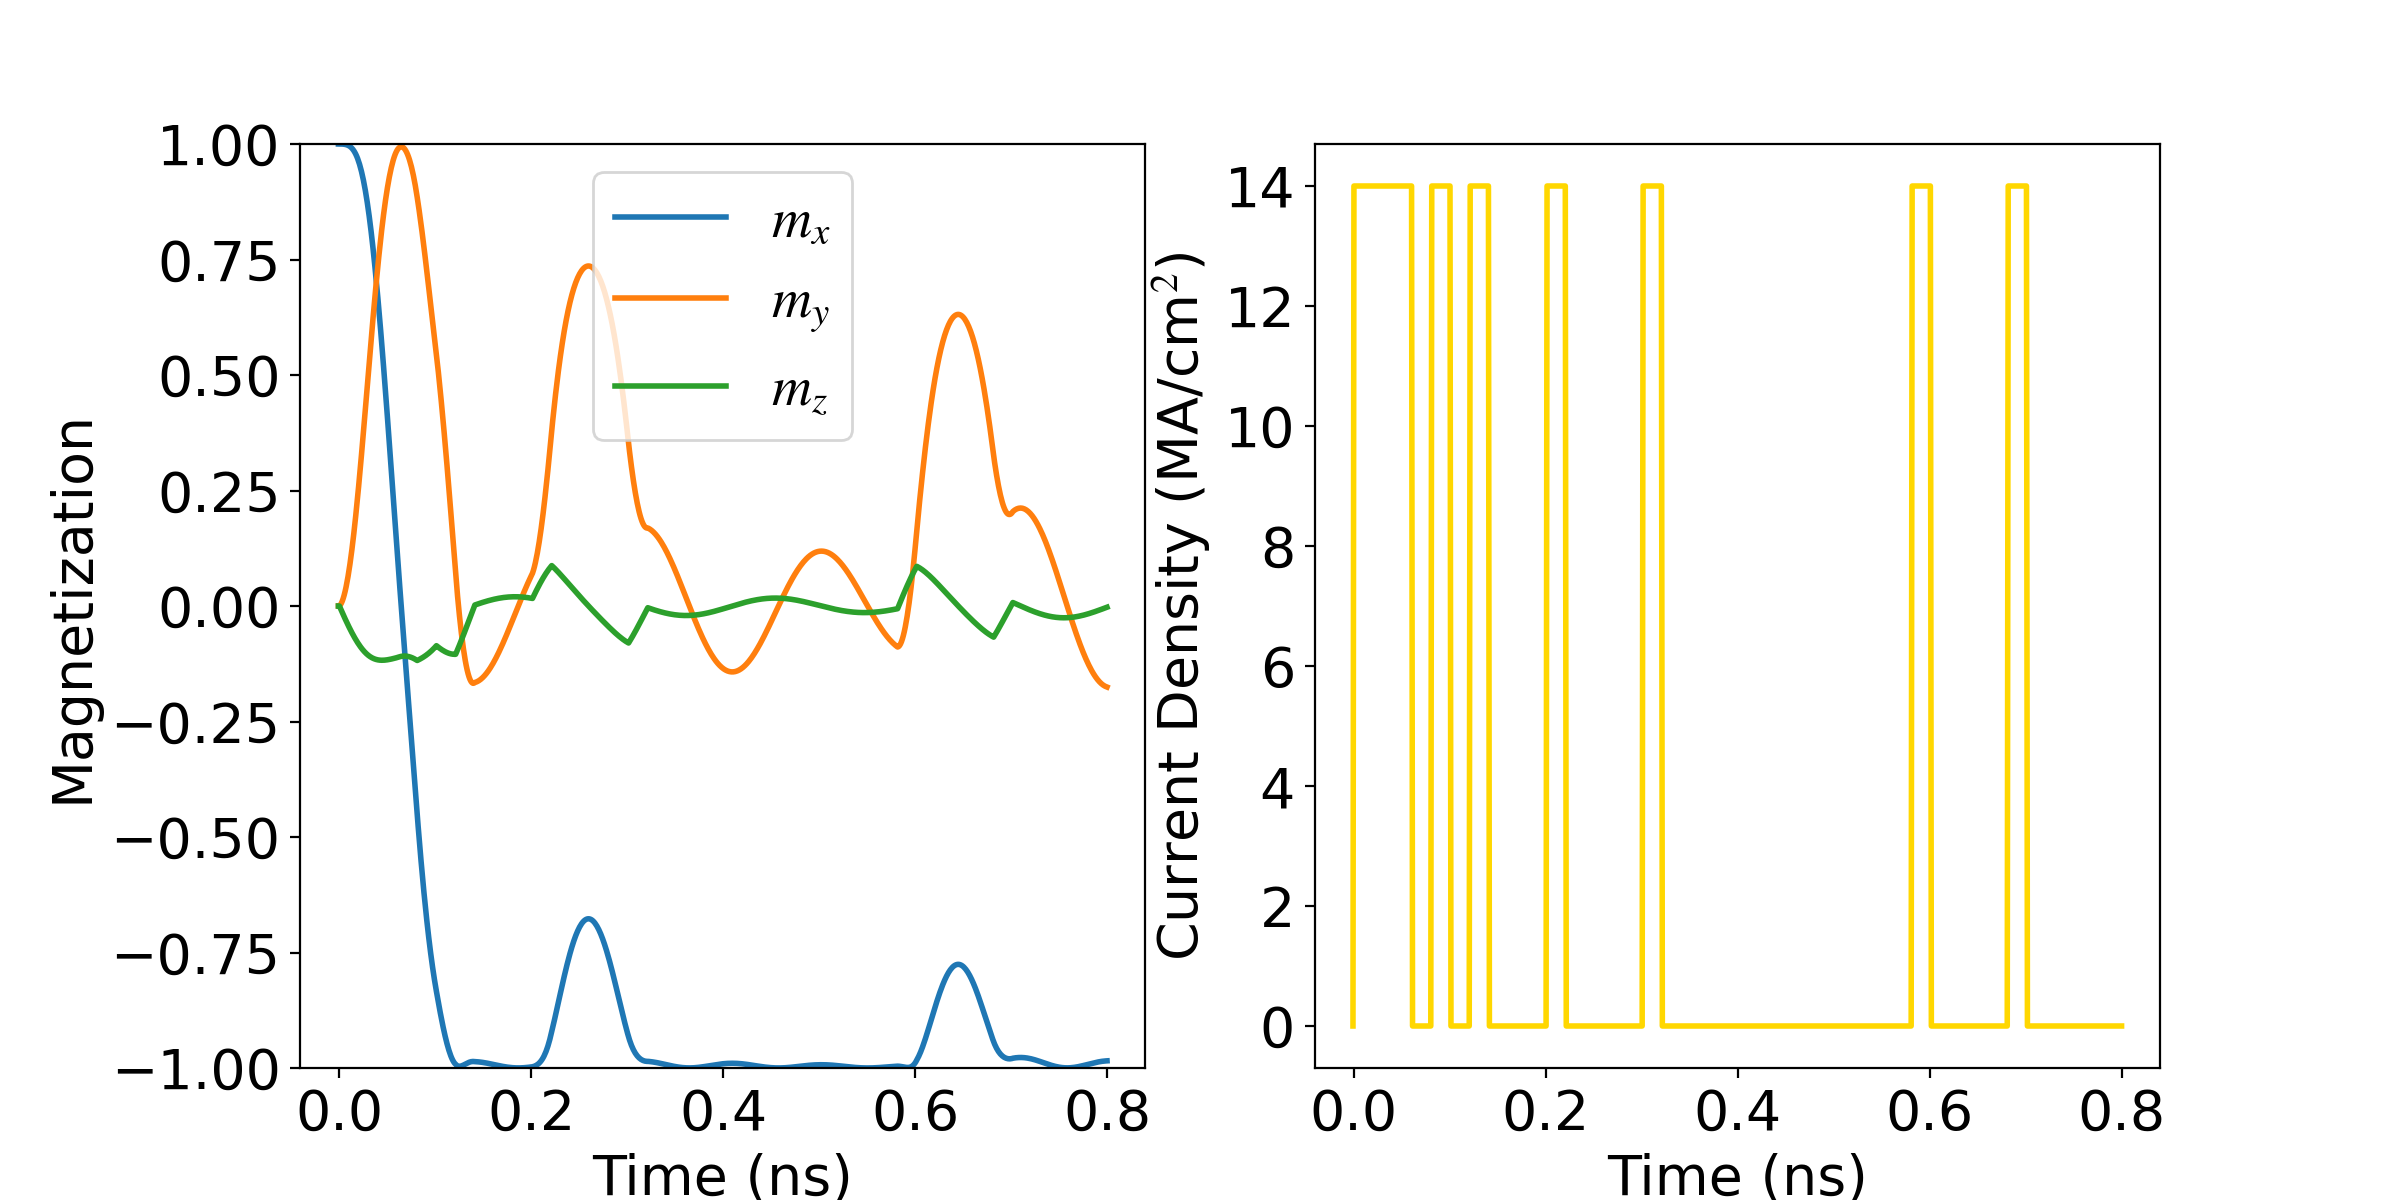 1.00
0.75
0.50
0.25
0.00
−0.25
−0.50
−0.75
−1.00
Magnetization
0.0 0.2 0.4 0.6 0.8
Time (ns)
m_x
m_y
m_z
14
12
10
8
6
4
2
0
Current Density (MA/cm²)
0.0 0.2 0.4 0.6 0.8
Time (ns)